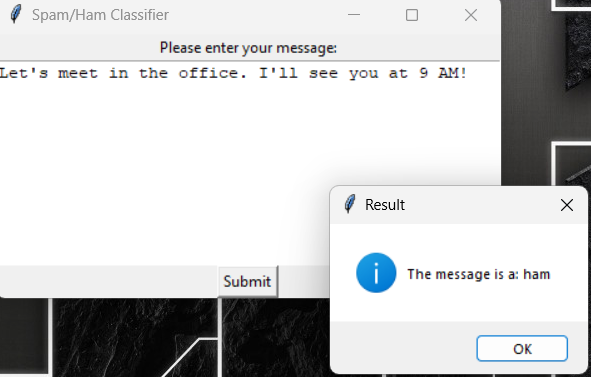 Spam/Ham Classifier
Please enter your message:
Let's meet in the office. I'll see you at 9 AM!
Submit
Result
The message is a: ham
OK